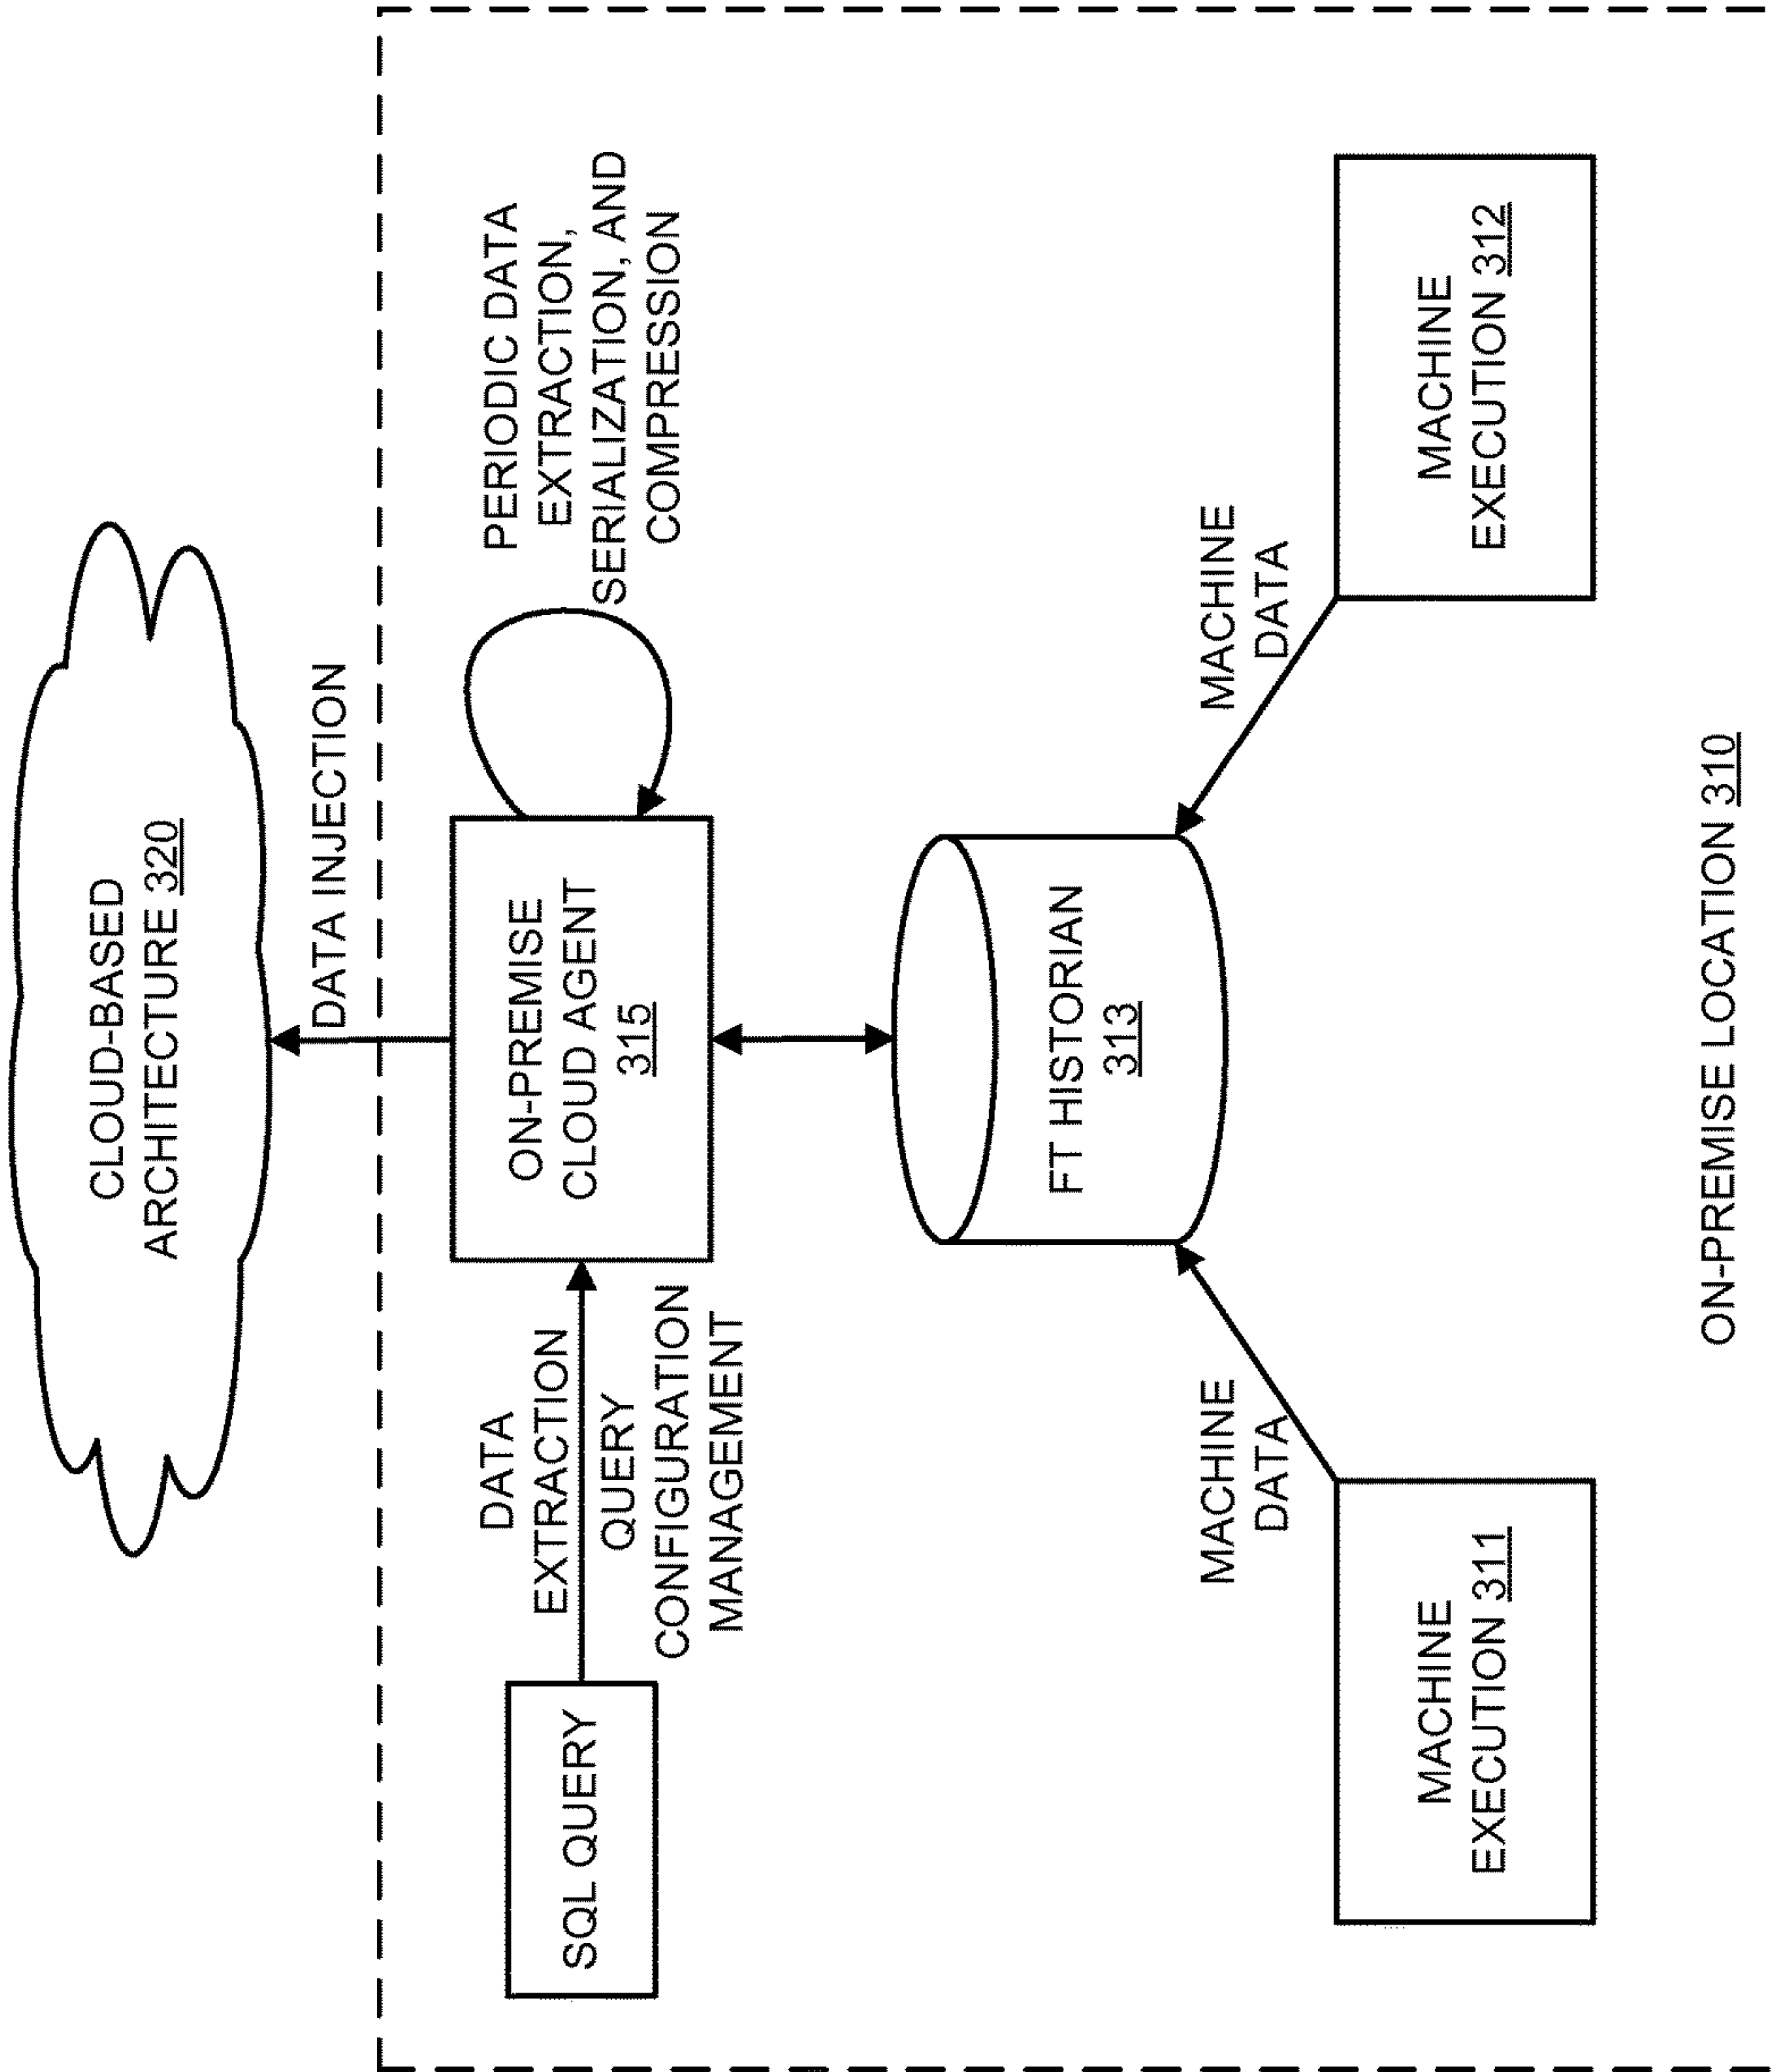 CLOUD-BASED
ARCHITECTURE 320
DATA INJECTION
SQL QUERY
DATA
EXTRACTION
QUERY
CONFIGURATION
MANAGEMENT
ON-PREMISE
CLOUD AGENT
315
PERIODIC DATA
EXTRACTION,
SERIALIZATION, AND
COMPRESSION
FT HISTORIAN
313
MACHINE
DATA
MACHINE
DATA
MACHINE
EXECUTION 311
MACHINE
EXECUTION 312
ON-PREMISE LOCATION 310